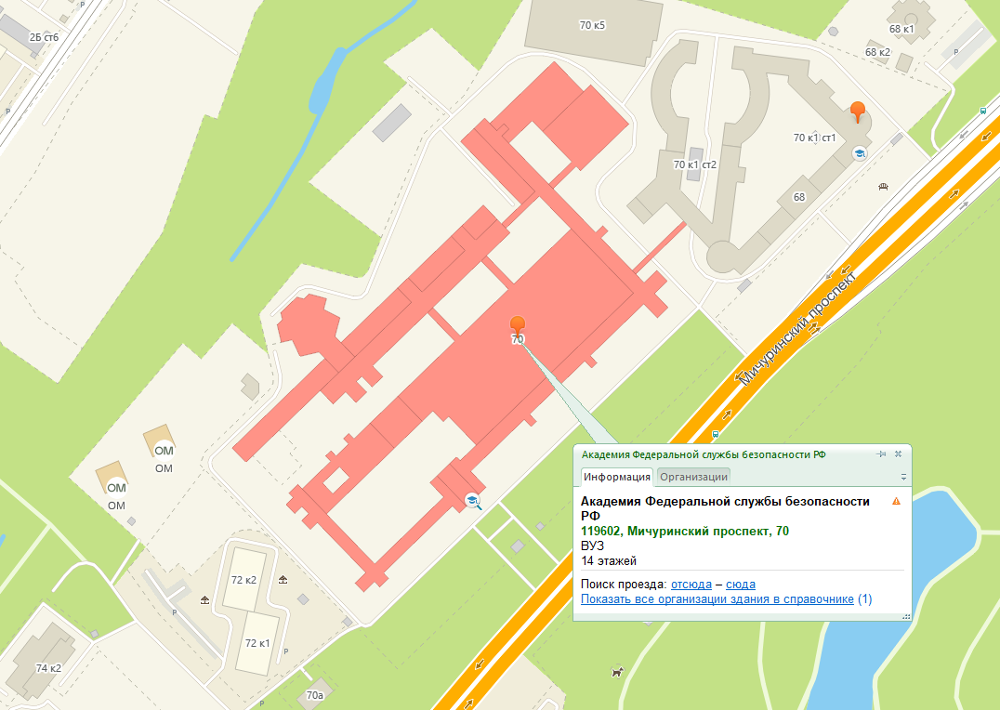 P
2Б ст6
70 к5
68 к1
68 к2
P
P
70 к1 ст1
70 к1 ст2
68
Мичуринский проспект
70
ОМ
ОМ
ОМ
ОМ
Академия Федеральной службы безопасности РФ
Информация
Организации
Академия Федеральной службы безопасности
РФ
119602, Мичуринский проспект, 70
ВУЗ
14 этажей
Поиск проезда: отсюда – сюда
Показать все организации здания в справочнике (1)
72 к2
P
72 к1
P
74 к2
70а
P